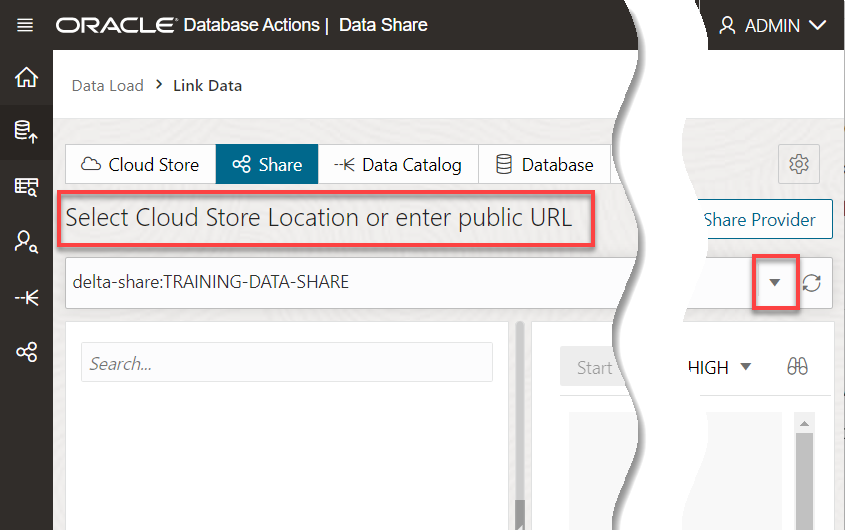 ORACLE Database Actions | Data Share
ADMIN
Data Load > Link Data
Cloud Store Share Data Catalog Database
Select Cloud Store Location or enter public URL
Share Provider
delta-share:TRAINING-DATA-SHARE
Search...
Start
HIGH